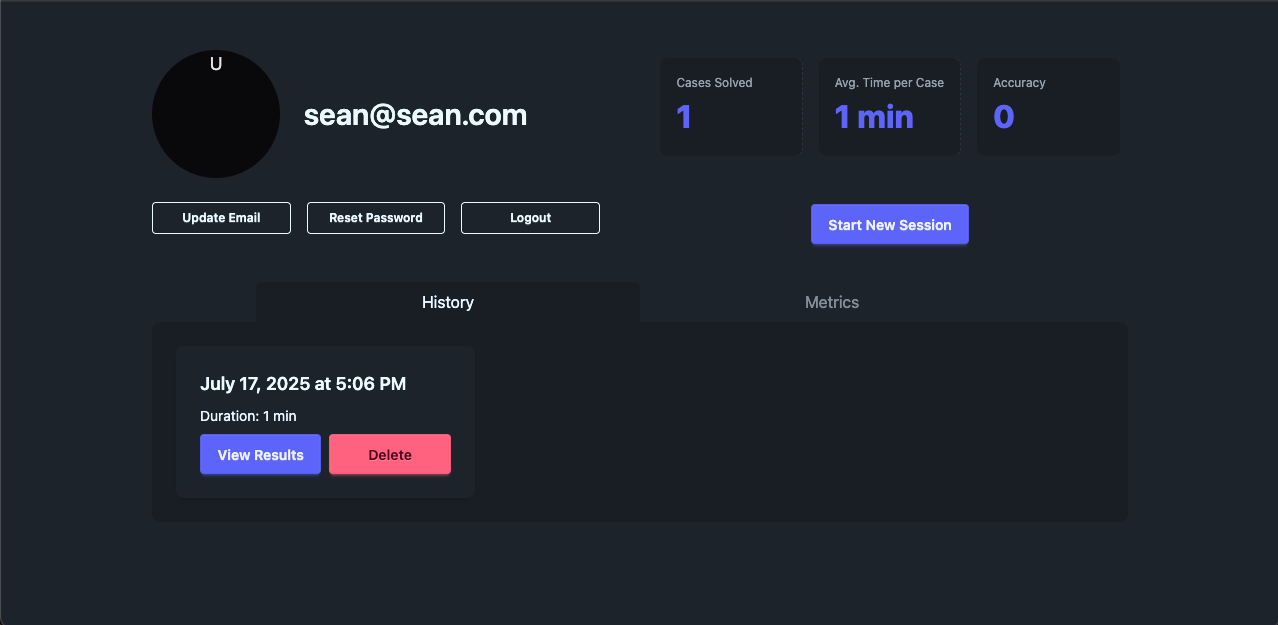 U
sean@sean.com
Cases Solved
1
Avg. Time per Case
1 min
Accuracy
0
Update Email
Reset Password
Logout
Start New Session
History
Metrics
July 17, 2025 at 5:06 PM
Duration: 1 min
View Results
Delete